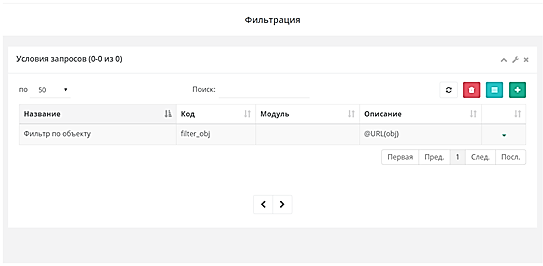 Фильтрация
Условия запросов (0-0 из 0)
по 50 Поиск:
Название Код Модуль Описание
Фильтр по объекту filter_obj @URL(obj)
Первая Пред. 1 След. Посл.